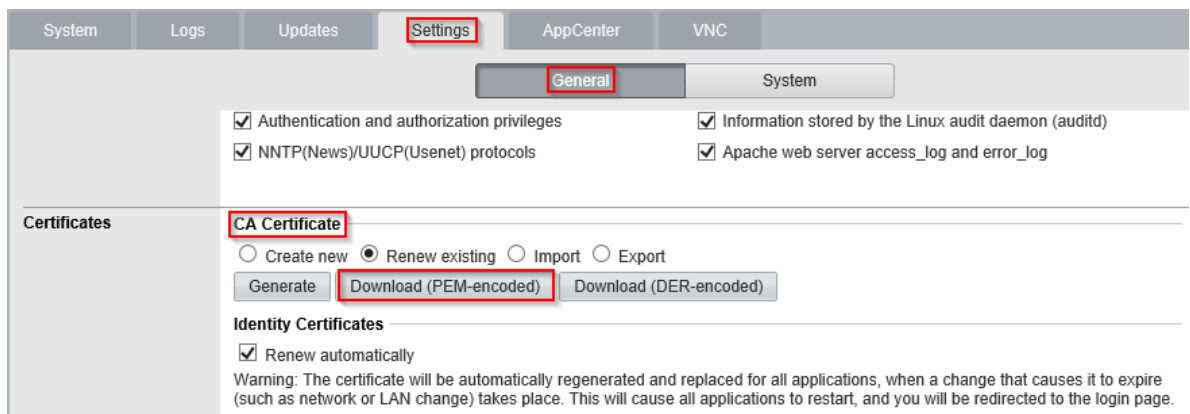 System Logs Updates Settings AppCenter VNC
General System
Authentication and authorization privileges Information stored by the Linux audit daemon (auditd)
NNTP(News)/UUCP(Usenet) protocols Apache web server access_log and error_log
Certificates CA Certificate
Create new Renew existing Import Export
Generate Download (PEM-encoded) Download (DER-encoded)
Identity Certificates
Renew automatically
Warning: The certificate will be automatically regenerated and replaced for all applications, when a change that causes it to expire
(such as network or LAN change) takes place. This will cause all applications to restart, and you will be redirected to the login page.